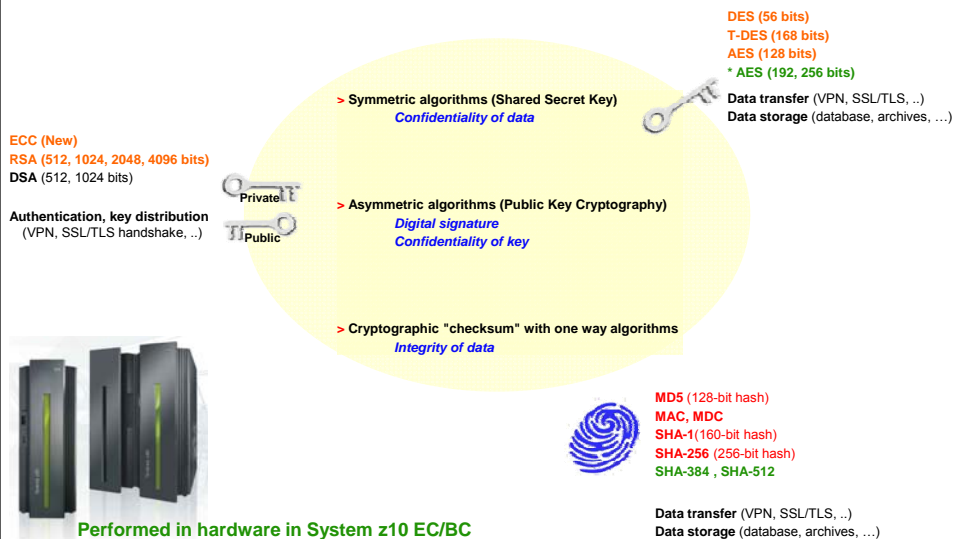 DES (56 bits)
T-DES (168 bits)
AES (128 bits)
* AES (192, 256 bits)
Data transfer (VPN, SSL/TLS, ..)
Data storage (database, archives, …)
> Symmetric algorithms (Shared Secret Key)
Confidentiality of data
ECC (New)
RSA (512, 1024, 2048, 4096 bits)
DSA (512, 1024 bits)
Authentication, key distribution
(VPN, SSL/TLS handshake, ..)
Private
Public
> Asymmetric algorithms (Public Key Cryptography)
Digital signature
Confidentiality of key
> Cryptographic "checksum" with one way algorithms
Integrity of data
MD5 (128-bit hash)
MAC, MDC
SHA-1(160-bit hash)
SHA-256 (256-bit hash)
SHA-384 , SHA-512
Data transfer (VPN, SSL/TLS, ..)
Data storage (database, archives, …)
Performed in hardware in System z10 EC/BC